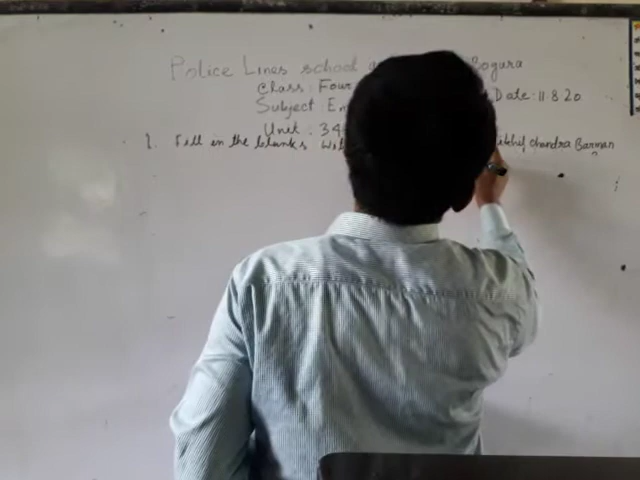 Police Lines school Bogura
Class: Four Date: 11 8 20
Subject
Unit: 34
1. Fill in the blanks Chandra Barman